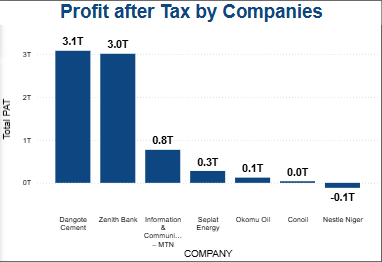 Profit after Tax by Companies
3.1T
3.0T
3T
2T
Total PAT
1T
0.8T
0.3T
0.1T
0.0T
0T
-0.1T
Dangote
Cement
Zenith Bank
Information
&
Communi...
– MTN
Seplat
Energy
Okomu Oil
Conoil
Nestle Niger
COMPANY